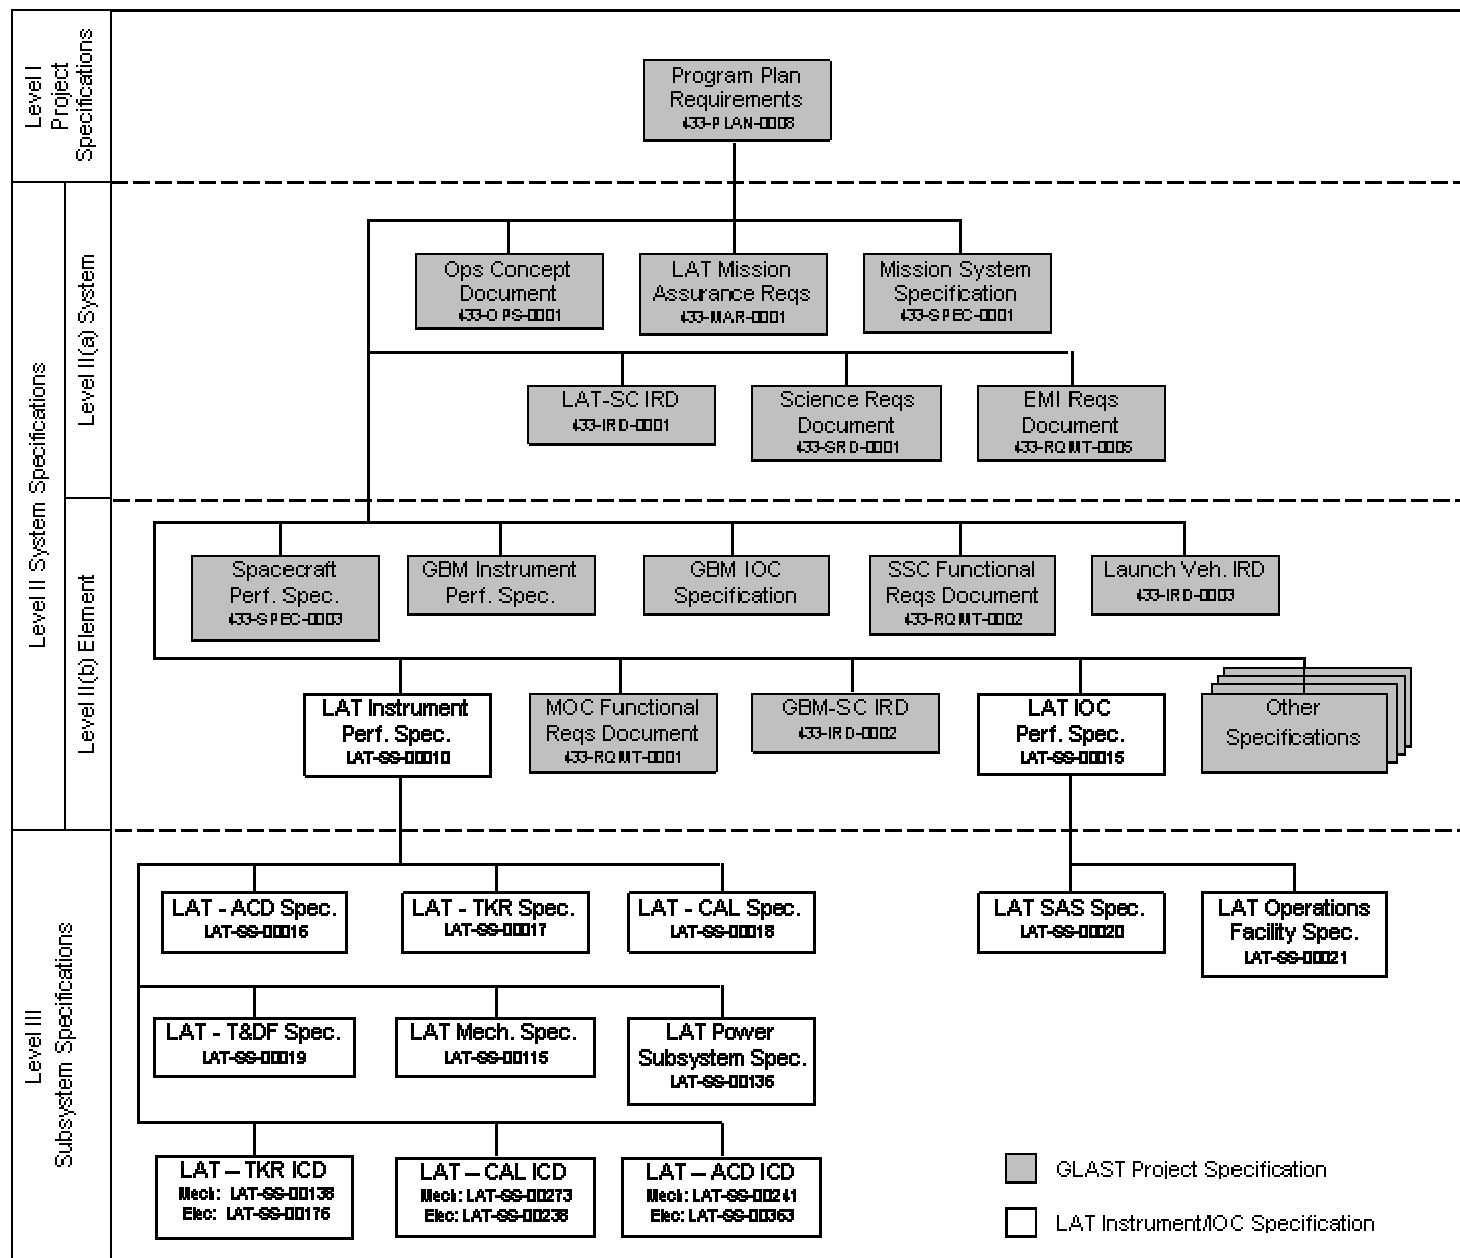 Level I
Project
Specifications
Program Plan
Requirements
433-PLAN-0008
Level II System Specifications
Level II(a) System
Ops Concept
Document
433-OPS-0001
LAT Mission
Assurance Reqs
433-MAR-0001
Mission System
Specification
433-SPEC-0001
LAT-SC IRD
433-IRD-0001
Science Reqs
Document
433-SRD-0001
EMI Reqs
Document
433-RQMT-0005
Level II(b) Element
Spacecraft
Perf. Spec.
433-SPEC-0003
GBM Instrument
Perf. Spec.
GBM IOC
Specification
SSC Functional
Reqs Document
433-RQMT-0002
Launch Veh. IRD
433-IRD-0003
LAT Instrument
Perf. Spec.
LAT-SS-00010
MOC Functional
Reqs Document
433-RQMT-0001
GBM-SC IRD
433-IRD-0002
LAT IOC
Perf. Spec.
LAT-SS-00015
Other
Specifications
Level III
Subsystem Specifications
LAT - ACD Spec.
LAT-SS-00016
LAT - TKR Spec.
LAT-SS-00017
LAT - CAL Spec.
LAT-SS-00018
LAT SAS Spec.
LAT-SS-00020
LAT Operations
Facility Spec.
LAT-SS-00021
LAT - T&DF Spec.
LAT-SS-00019
LAT Mech. Spec.
LAT-SS-00115
LAT Power
Subsystem Spec.
LAT-SS-00136
LAT – TKR ICD
Mech: LAT-SS-00138
Elec: LAT-SS-00176
LAT – CAL ICD
Mech: LAT-SS-00273
Elec: LAT-SS-00238
LAT – ACD ICD
Mech: LAT-SS-00241
Elec: LAT-SS-00363
GLAST Project Specification
LAT Instrument/IOC Specification